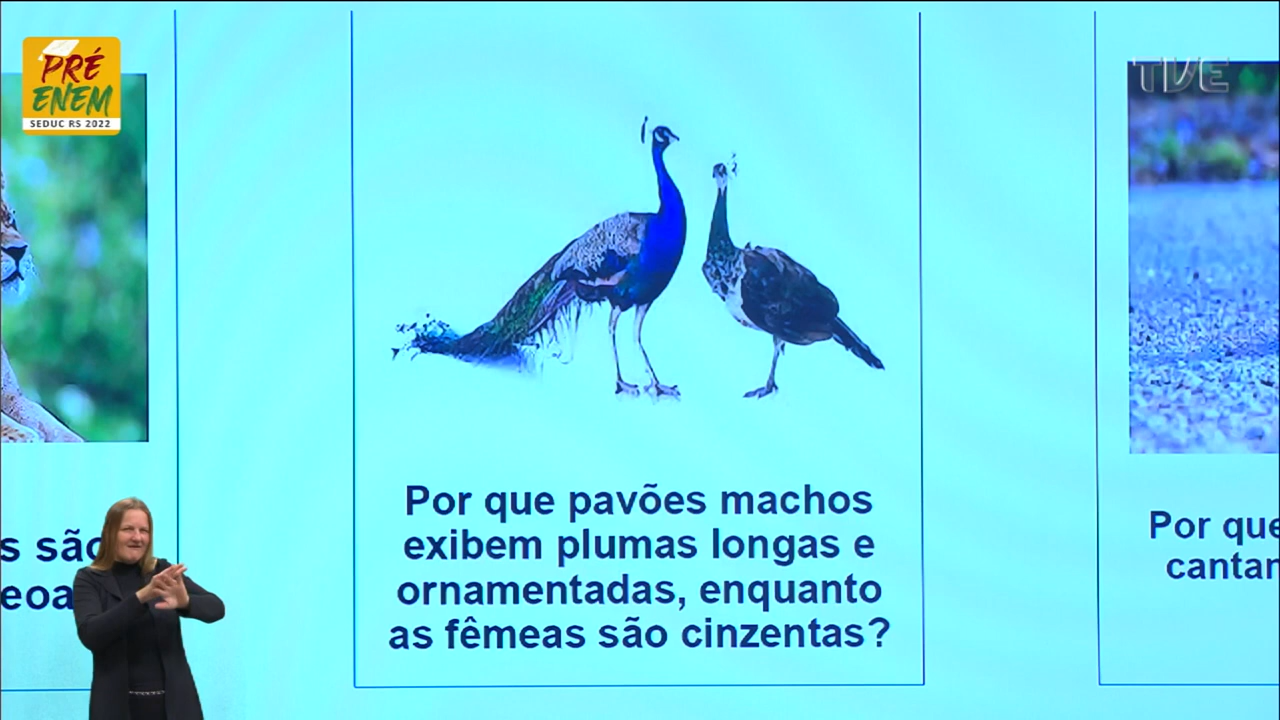 PRÉ
ENEM
SEDUC RS 2022
TVE
Por que pavões machos
exibem plumas longas e
ornamentadas, enquanto
as fêmeas são cinzentas?
s são
eoa
Por que
cantar